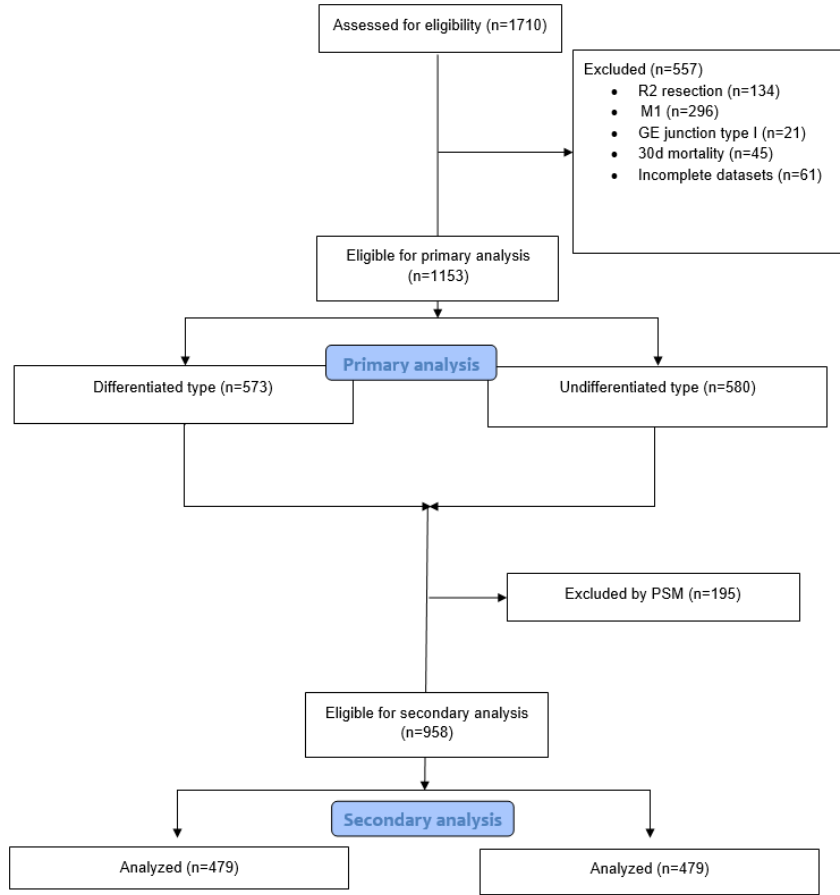 Assessed for eligibility (n=1710)
Excluded (n=557)
• R2 resection (n=134)
• M1 (n=296)
• GE junction type I (n=21)
• 30d mortality (n=45)
• Incomplete datasets (n=61)
Eligible for primary analysis
(n=1153)
Primary analysis
Differentiated type (n=573)
Undifferentiated type (n=580)
Excluded by PSM (n=195)
Eligible for secondary analysis
(n=958)
Secondary analysis
Analyzed (n=479)
Analyzed (n=479)